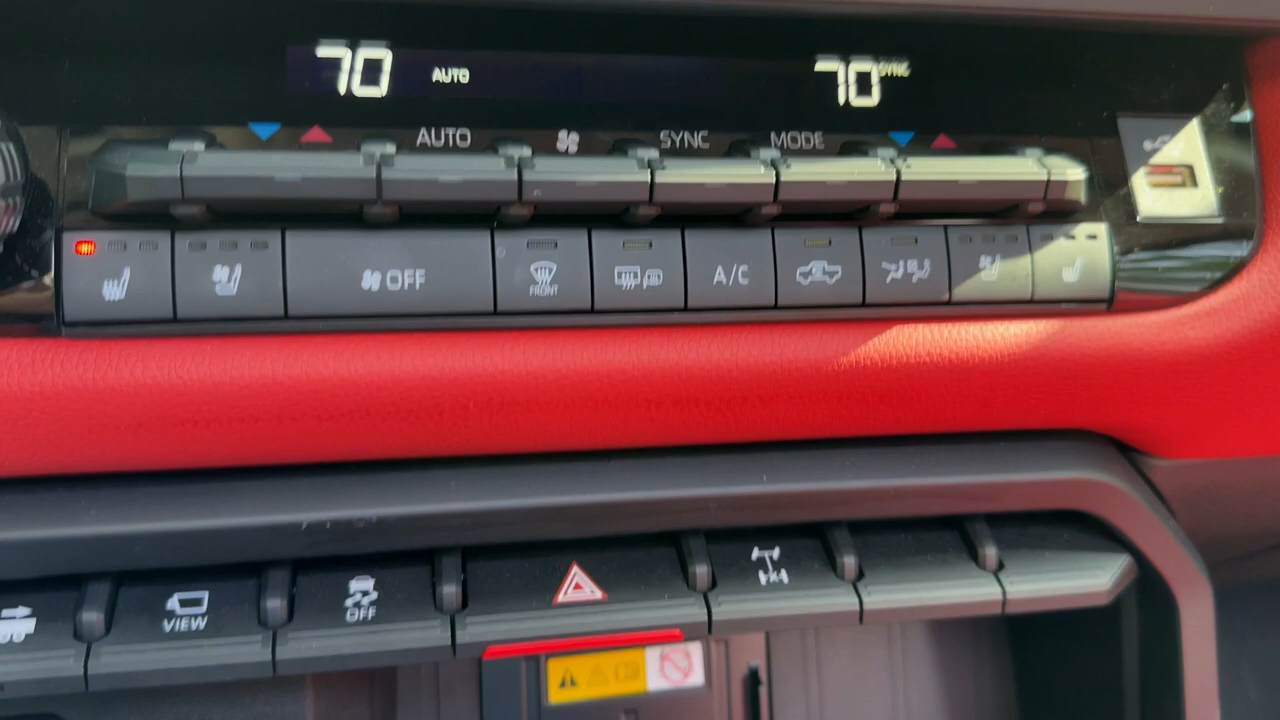 70 AUTO 70 SYNC
AUTO SYNC MODE
OFF FRONT A/C
VIEW OFF